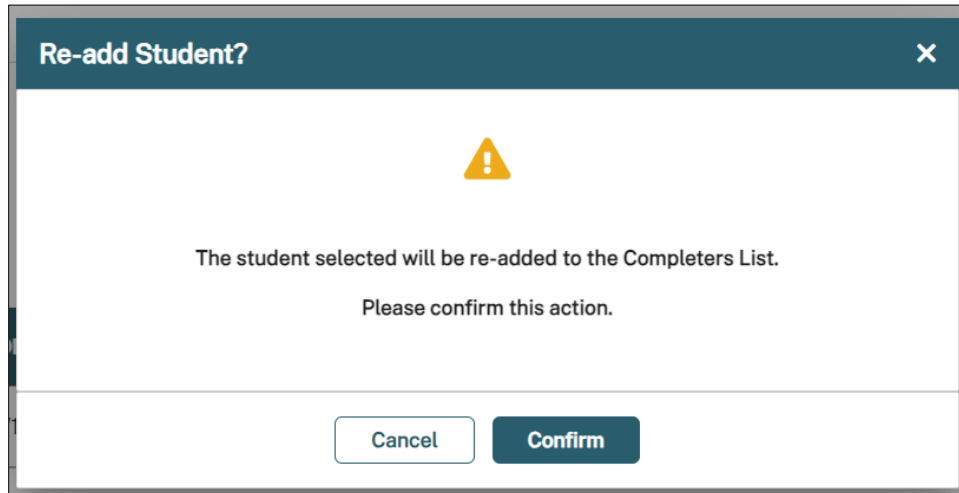 Re-add Student?
The student selected will be re-added to the Completers List.
Please confirm this action.
Cancel
Confirm